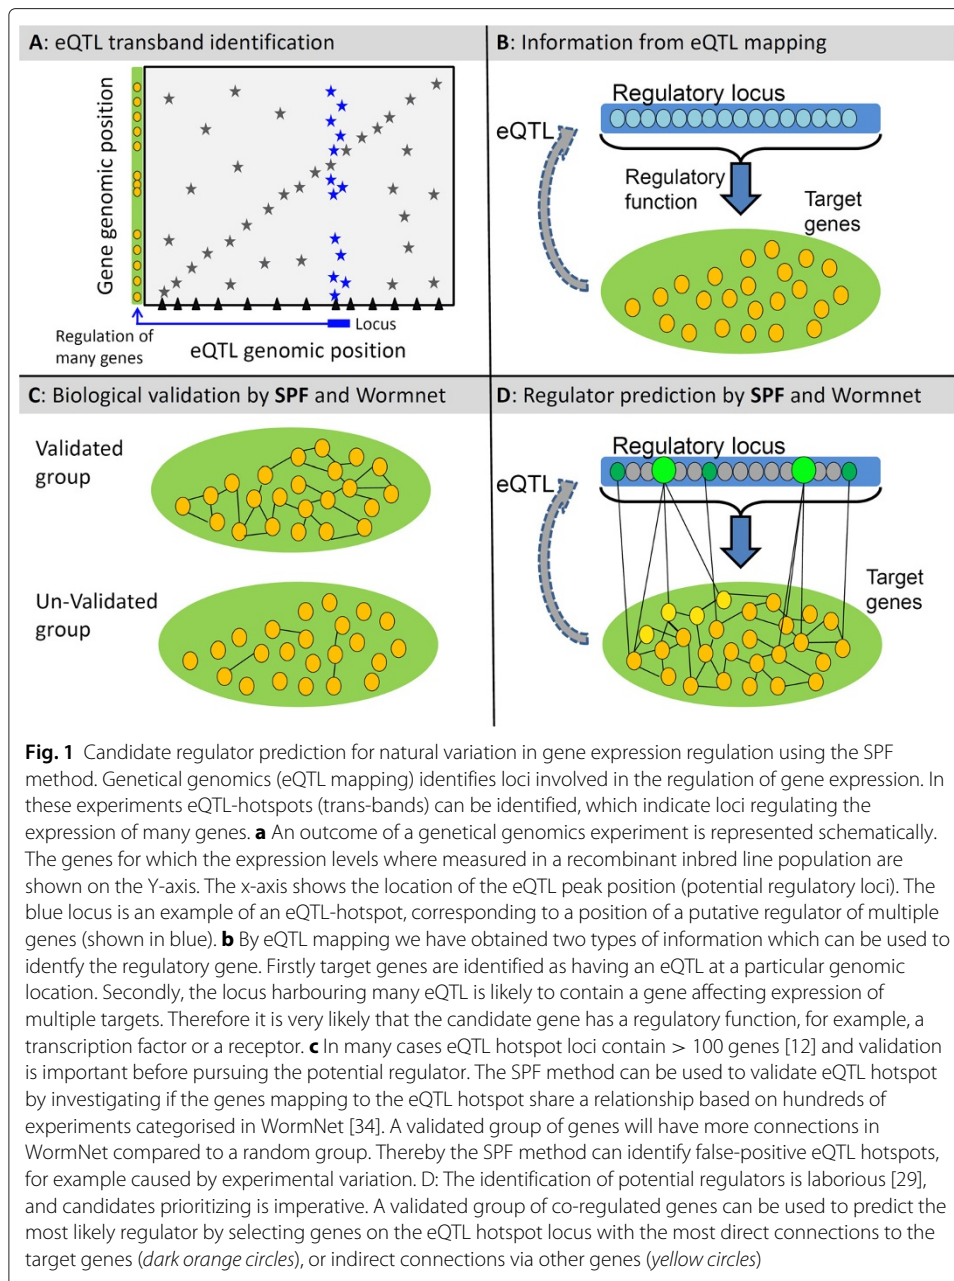 A: eQTL transband identification
Gene genomic position
Regulation of
many genes
Locus
eQTL genomic position
B: Information from eQTL mapping
Regulatory locus
eQTL
Regulatory
function
Target
genes
C: Biological validation by SPF and Wormnet
Validated
group
Un-Validated
group
D: Regulator prediction by SPF and Wormnet
Regulatory locus
eQTL
Target
genes
Fig. 1 Candidate regulator prediction for natural variation in gene expression regulation using the SPF
method. Genetical genomics (eQTL mapping) identifies loci involved in the regulation of gene expression. In
these experiments eQTL-hotspots (trans-bands) can be identified, which indicate loci regulating the
expression of many genes. a An outcome of a genetical genomics experiment is represented schematically.
The genes for which the expression levels where measured in a recombinant inbred line population are
shown on the Y-axis. The x-axis shows the location of the eQTL peak position (potential regulatory loci). The
blue locus is an example of an eQTL-hotspot, corresponding to a position of a putative regulator of multiple
genes (shown in blue). b By eQTL mapping we have obtained two types of information which can be used to
identfy the regulatory gene. Firstly target genes are identified as having an eQTL at a particular genomic
location. Secondly, the locus harbouring many eQTL is likely to contain a gene affecting expression of
multiple targets. Therefore it is very likely that the candidate gene has a regulatory function, for example, a
transcription factor or a receptor. c In many cases eQTL hotspot loci contain > 100 genes [12] and validation
is important before pursuing the potential regulator. The SPF method can be used to validate eQTL hotspot
by investigating if the genes mapping to the eQTL hotspot share a relationship based on hundreds of
experiments categorised in WormNet [34]. A validated group of genes will have more connections in
WormNet compared to a random group. Thereby the SPF method can identify false-positive eQTL hotspots,
for example caused by experimental variation. D: The identification of potential regulators is laborious [29],
and candidates prioritizing is imperative. A validated group of co-regulated genes can be used to predict the
most likely regulator by selecting genes on the eQTL hotspot locus with the most direct connections to the
target genes (dark orange circles), or indirect connections via other genes (yellow circles)